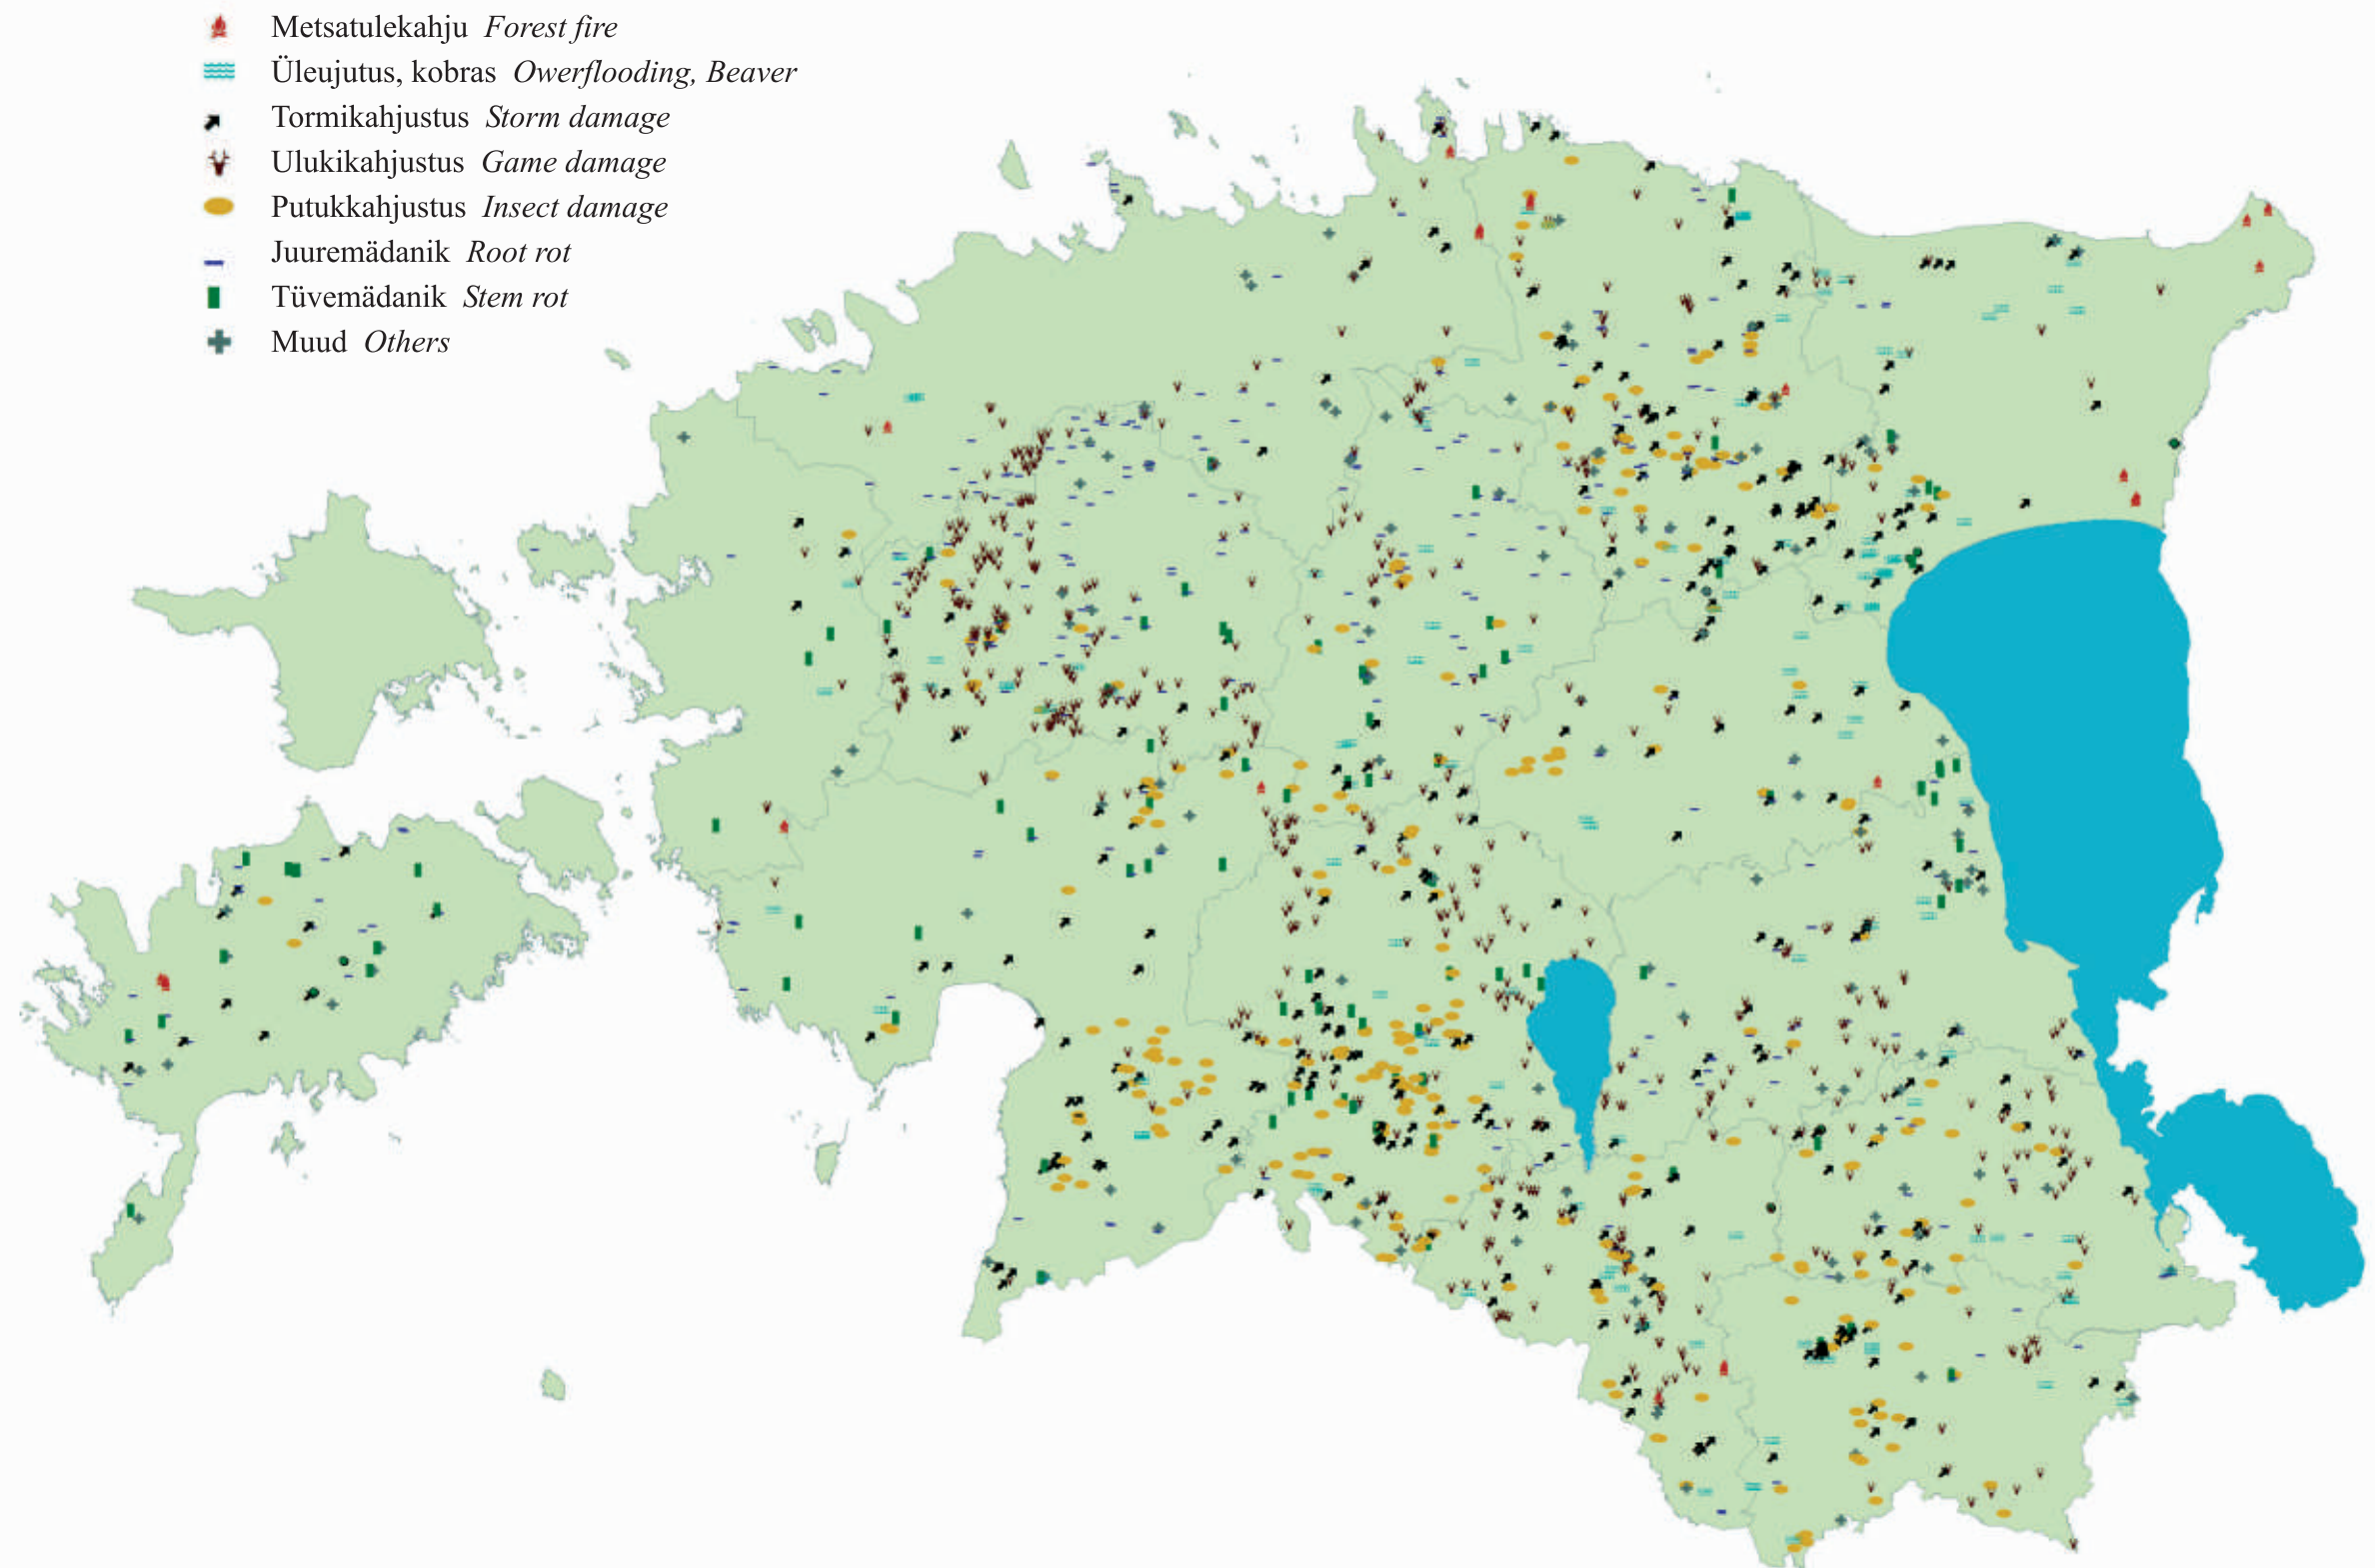 Metsatulekahju Forest fire
Üleujutus, kobras Owerflooding, Beaver
Tormikahjustus Storm damage
Ulukikahjustus Game damage
Putukkahjustus Insect damage
Juuremädanik Root rot
Tüvemädanik Stem rot
Muud Others